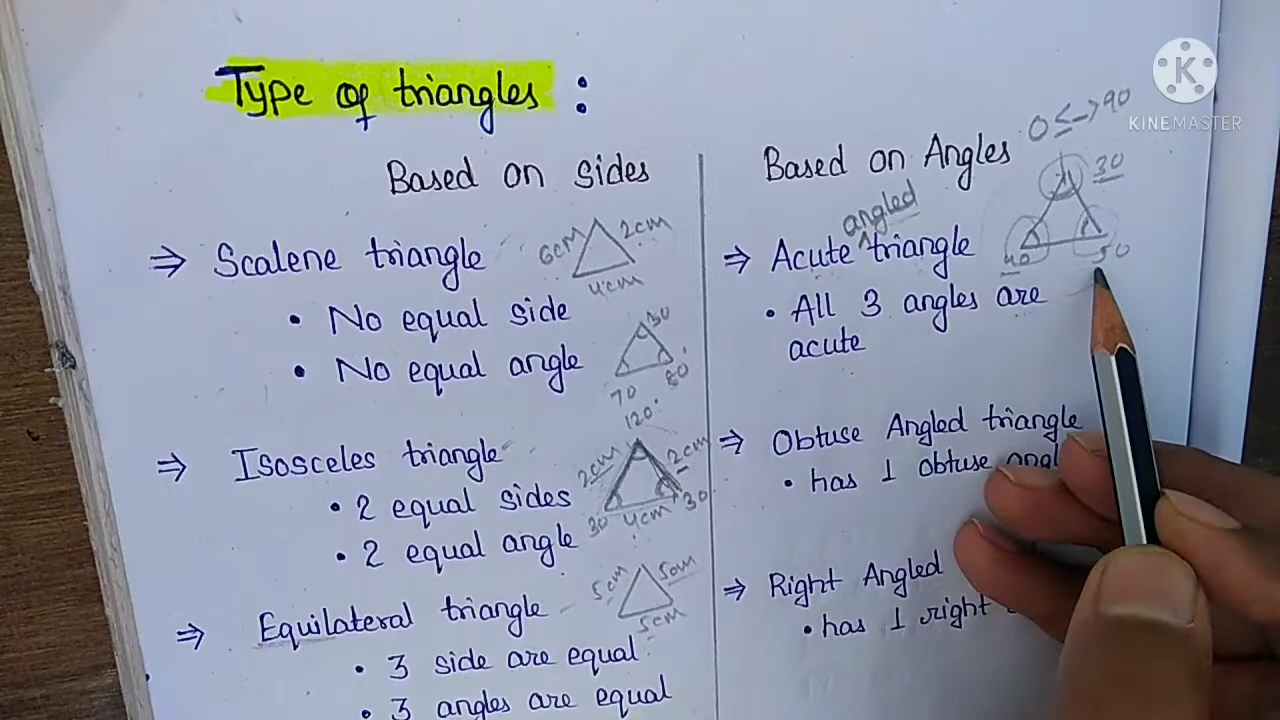 Type of triangles :
Based on sides
⇒ Scalene triangle
6cm 2cm
4cm
• No equal side
• No equal angle
30
70 80
⇒ Isosceles triangle
120°
2cm 2cm
30 4cm 30
• 2 equal sides
• 2 equal angle
⇒ Equilateral triangle
5cm 5cm
5cm
• 3 side are equal
• 3 angles are equal
Based on Angles
0 ≤ -> 90
⇒ Acute angled triangle
30
40 50
• All 3 angles are
acute
⇒ Obtuse Angled triangle
• has 1 obtuse
⇒ Right Angled
• has 1 right
K
KINEMASTER